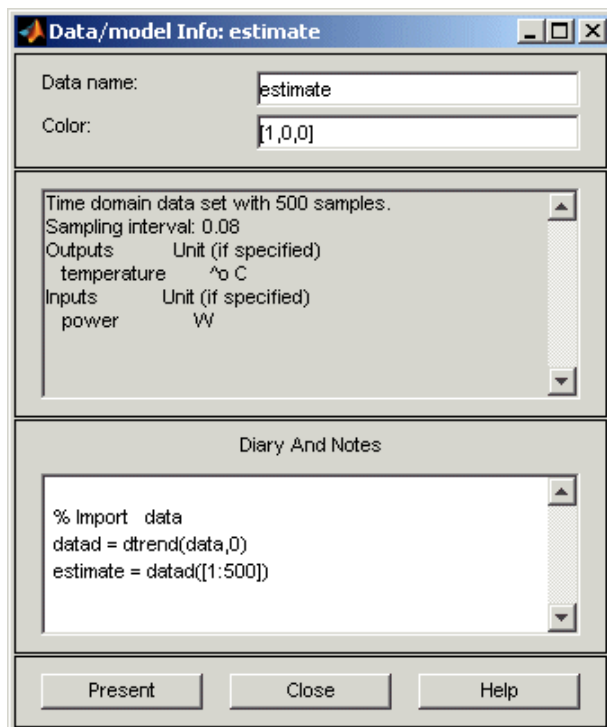 Data/model Info: estimate
Data name:
estimate
Color:
[1,0,0]
Time domain data set with 500 samples.
Sampling interval: 0.08
Outputs Unit (if specified)
temperature ^o C
Inputs Unit (if specified)
power W
Diary And Notes
% Import data
datad = dtrend(data,0)
estimate = datad([1:500])
Present Close Help